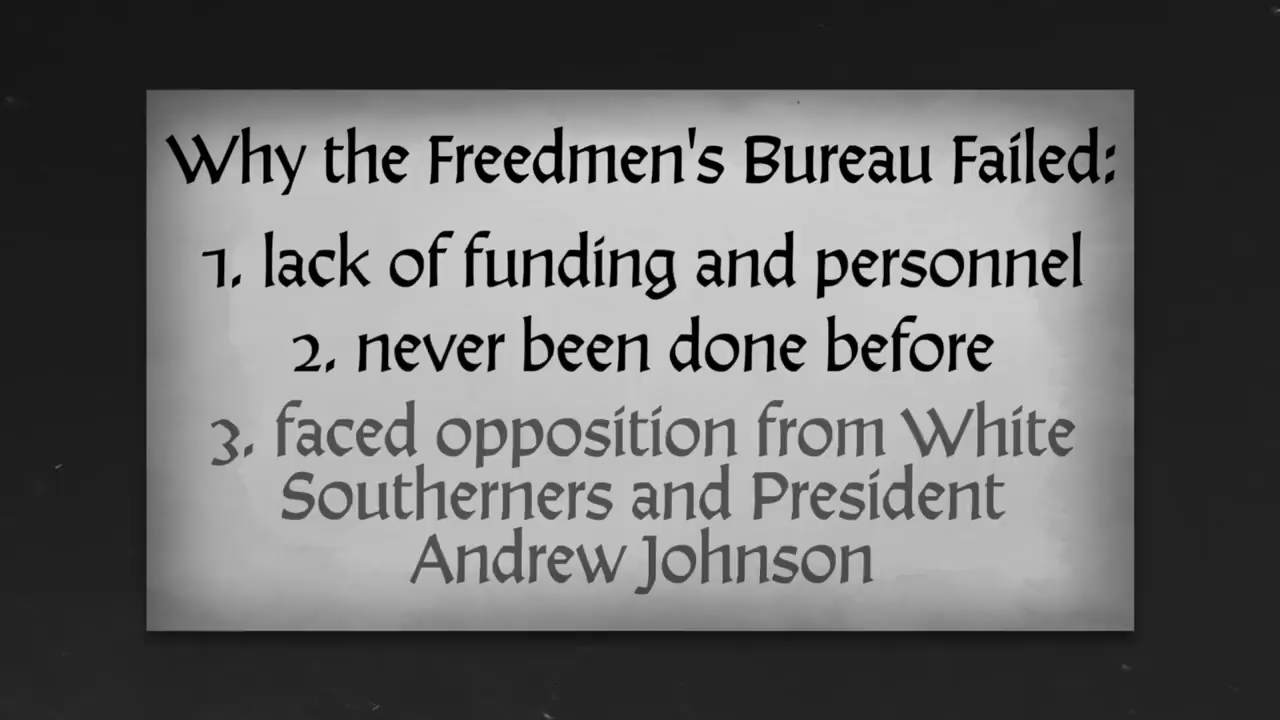 Why the Freedmen's Bureau Failed:
1. lack of funding and personnel
2. never been done before
3. faced opposition from White
Southerners and President
Andrew Johnson